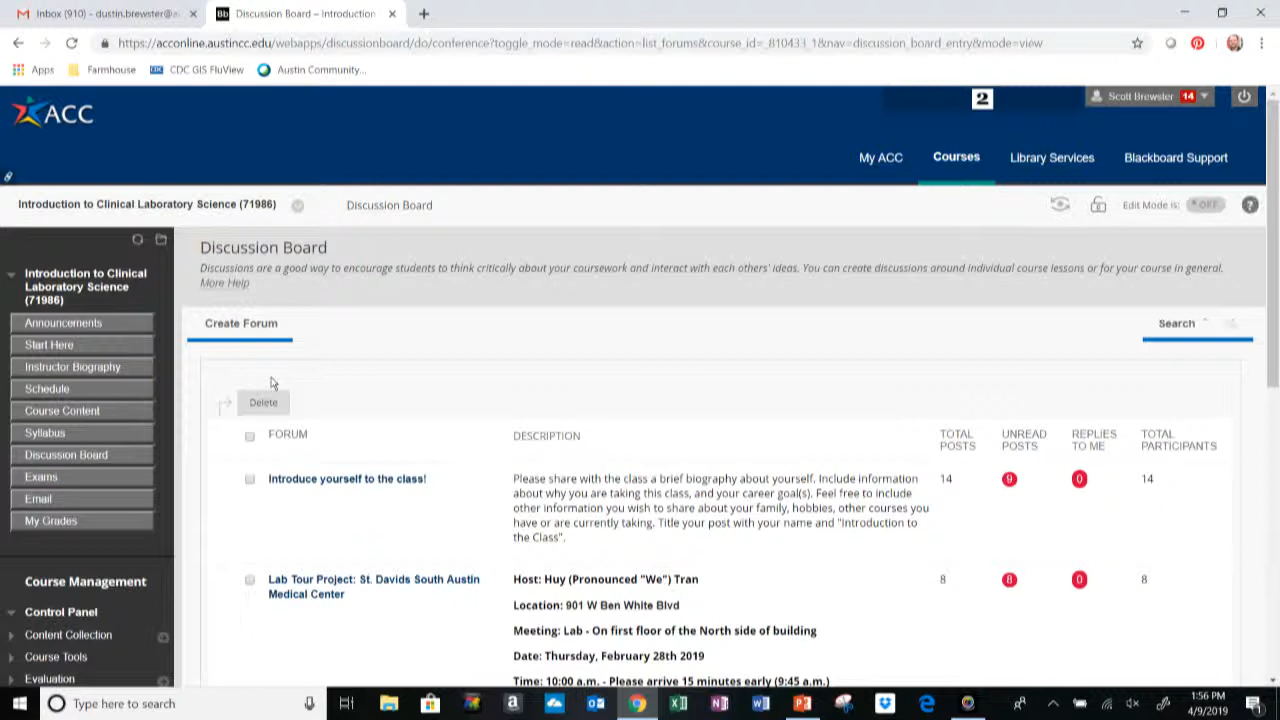 Inbox (910) - dustin.brewster@
Bb Discussion Board – Introduction
https://acconline.austincc.edu/webapps/discussionboard/do/conference?toggle_mode=read&action=list_forums&course_id=_810433_1&nav=discussion_board_entry&mode=view
Apps Farmhouse CDC GIS FluView Austin Community...
ACC
2
Scott Brewster 14
My ACC Courses Library Services Blackboard Support
Introduction to Clinical Laboratory Science (71986) Discussion Board Edit Mode is: OFF ?
Discussion Board
Discussions are a good way to encourage students to think critically about your coursework and interact with each others' ideas. You can create discussions around individual course lessons or for your course in general.
More Help
Introduction to Clinical
Laboratory Science
(71986)
Announcements
Start Here
Instructor Biography
Schedule
Course Content
Syllabus
Discussion Board
Exams
Email
My Grades
Course Management
Control Panel
Content Collection
Course Tools
Evaluation
Create Forum Search
Delete
FORUM DESCRIPTION TOTAL POSTS UNREAD POSTS REPLIES TO ME TOTAL PARTICIPANTS
Introduce yourself to the class!
Please share with the class a brief biography about yourself. Include information
about why you are taking this class, and your career goal(s). Feel free to include
other information you wish to share about your family, hobbies, other courses you
have or are currently taking. Title your post with your name and "Introduction to
the Class".
14 9 0 14
Lab Tour Project: St. Davids South Austin
Medical Center
Host: Huy (Pronounced "We") Tran
Location: 901 W Ben White Blvd
Meeting: Lab - On first floor of the North side of building
Date: Thursday, February 28th 2019
Time: 10:00 a.m. - Please arrive 15 minutes early (9:45 a.m.)
8 8 0 8
Type here to search
1:56 PM
4/9/2019